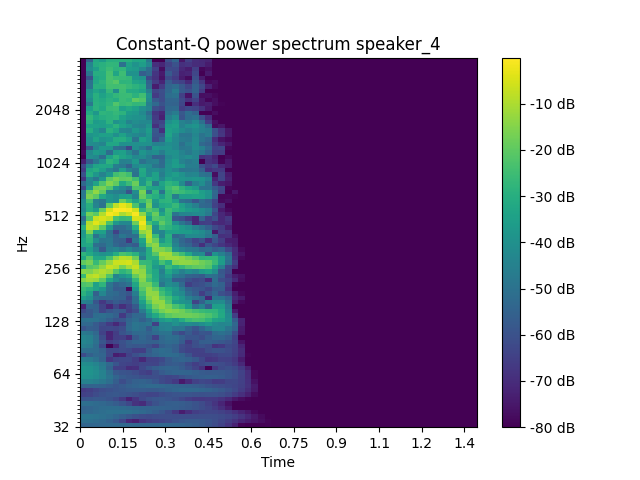 Constant-Q power spectrum speaker_4
Hz
2048
1024
512
256
128
64
32
0 0.15 0.3 0.45 0.6 0.75 0.9 1.1 1.2 1.4
Time
-10 dB
-20 dB
-30 dB
-40 dB
-50 dB
-60 dB
-70 dB
-80 dB